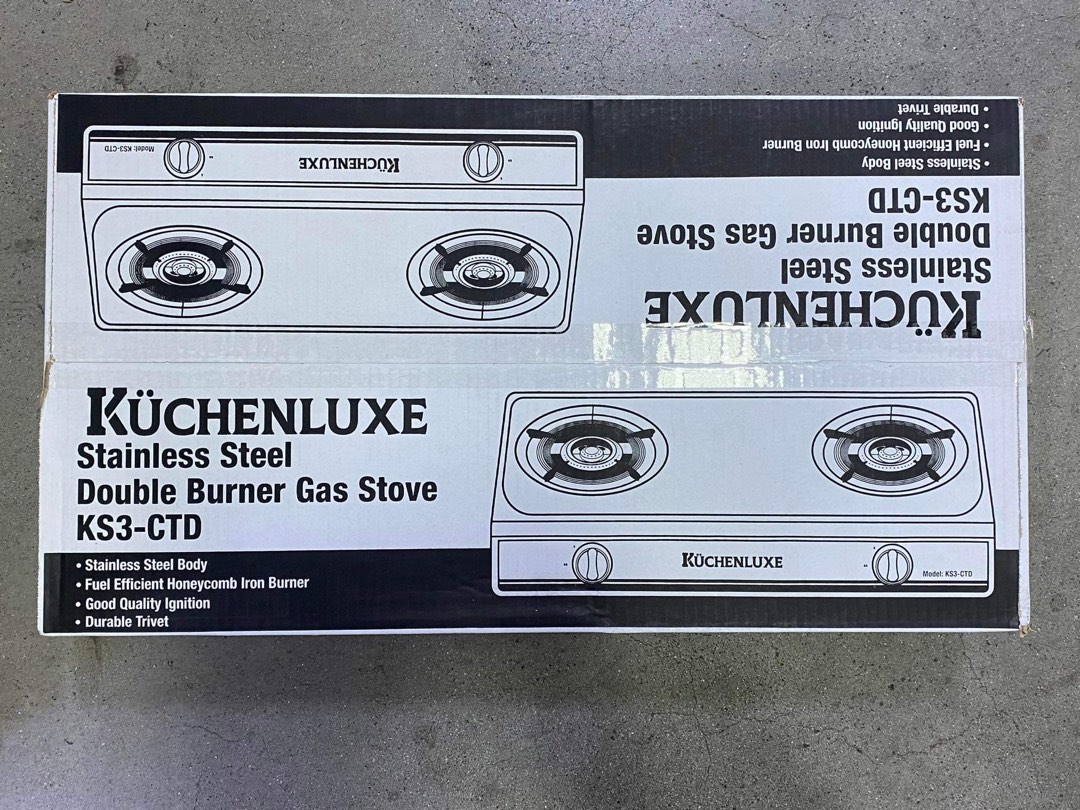 • Durable Trivet
• Good Quality Ignition
• Fuel Efficient Honeycomb Iron Burner
• Stainless Steel Body
KS3-CTD
Double Burner Gas Stove
Stainless Steel
KÜCHENLUXE
KÜCHENLUXE
Model: KS3-CTD
KÜCHENLUXE
Stainless Steel
Double Burner Gas Stove
KS3-CTD
• Stainless Steel Body
• Fuel Efficient Honeycomb Iron Burner
• Good Quality Ignition
• Durable Trivet
KÜCHENLUXE
Model: KS3-CTD